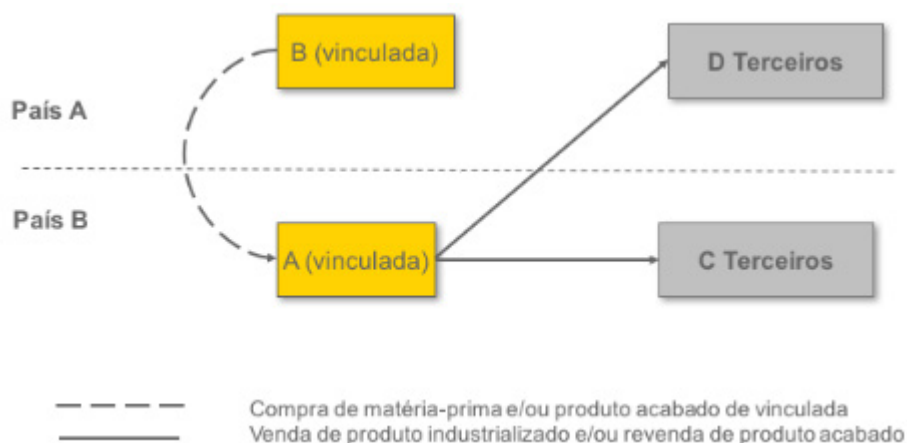 B (vinculada)
D Terceiros
País A
País B
A (vinculada)
C Terceiros
Compra de matéria-prima e/ou produto acabado de vinculada
Venda de produto industrializado e/ou revenda de produto acabado